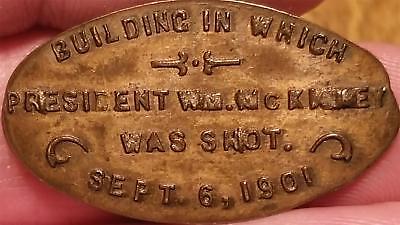 BUILDING IN WHICH
PRESIDENT WM. MCKINLEY
WAS SHOT.
SEPT. 6, 1901